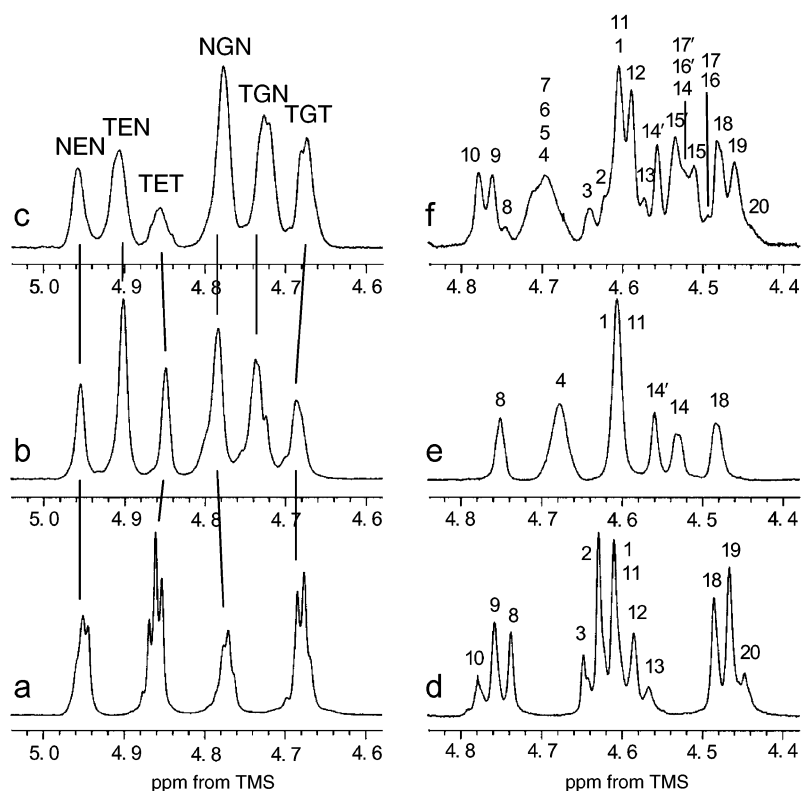 NEN
TEN
TET
NGN
TGN
TGT
c
5.0 4.9 4.8 4.7 4.6
b
5.0 4.9 4.8 4.7 4.6
a
5.0 4.9 4.8 4.7 4.6
ppm from TMS
10
9
8
7
6
5
4
3
2
11
1
12
13
14′
15′
17′
16′
14
15
17
16
18
19
20
f
4.8 4.7 4.6 4.5 4.4
8
4
1 11
14′
14
18
e
4.8 4.7 4.6 4.5 4.4
10
9
8
3
2
1
11
12
13
18
19
20
d
4.8 4.7 4.6 4.5 4.4
ppm from TMS